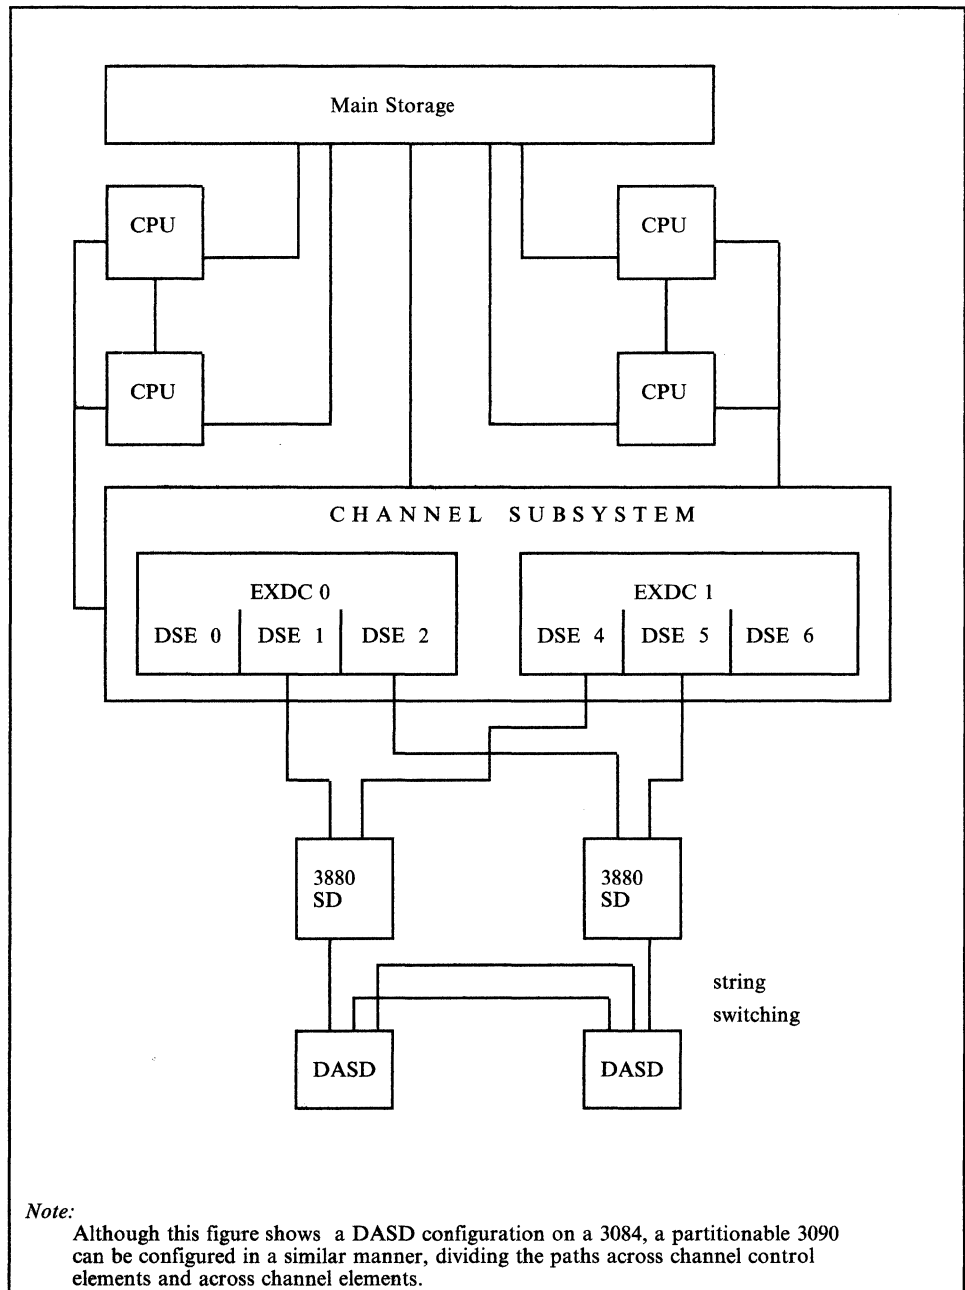 Main Storage
CPU
CPU
CPU
CPU
CHANNEL SUBSYSTEM
EXDC 0
EXDC 1
DSE 0
DSE 1
DSE 2
DSE 4
DSE 5
DSE 6
3880
SD
3880
SD
string
switching
DASD
DASD
Note:
Although this figure shows a DASD configuration on a 3084, a partitionable 3090
can be configured in a similar manner, dividing the paths across channel control
elements and across channel elements.